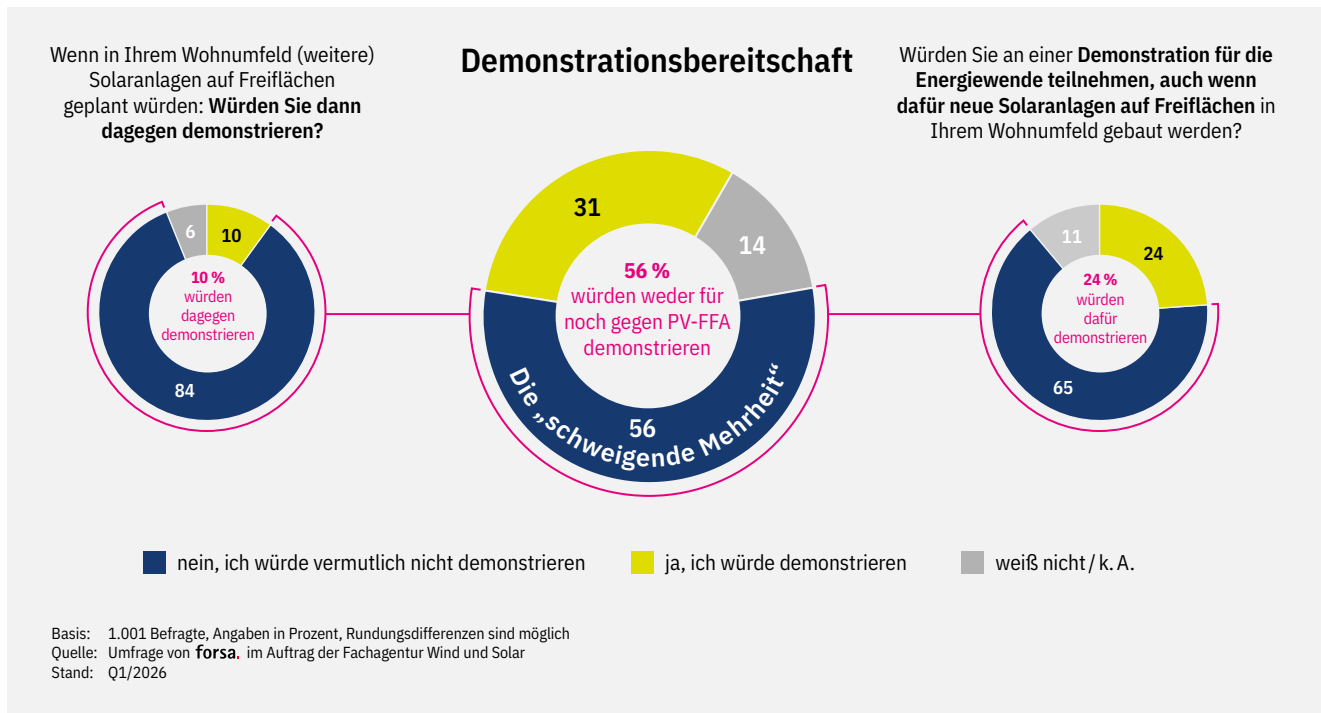 Demonstrationsbereitschaft
Wenn in Ihrem Wohnumfeld (weitere)
Solaranlagen auf Freiflächen
geplant würden: Würden Sie dann
dagegen demonstrieren?
6
10
10 %
würden
dagegen
demonstrieren
84
31
14
56 %
würden weder für
noch gegen PV-FFA
demonstrieren
56
Die „schweigende Mehrheit“
Würden Sie an einer Demonstration für die
Energiewende teilnehmen, auch wenn
dafür neue Solaranlagen auf Freiflächen in
Ihrem Wohnumfeld gebaut werden?
11
24
24 %
würden
dafür
demonstrieren
65
nein, ich würde vermutlich nicht demonstrieren
ja, ich würde demonstrieren
weiß nicht / k. A.
Basis: 1.001 Befragte, Angaben in Prozent, Rundungsdifferenzen sind möglich
Quelle: Umfrage von forsa. im Auftrag der Fachagentur Wind und Solar
Stand: Q1/2026